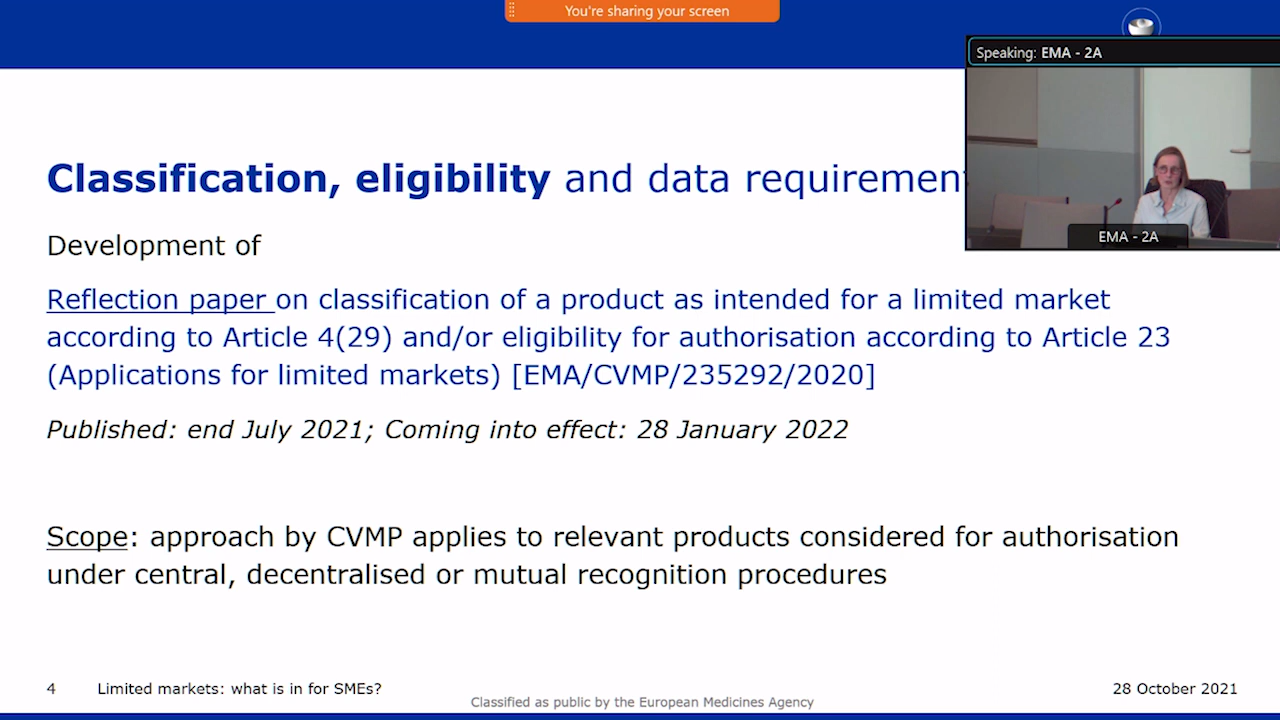 You're sharing your screen
Speaking: EMA - 2A
EMA - 2A
Classification, eligibility and data requirement
Development of
Reflection paper on classification of a product as intended for a limited market
according to Article 4(29) and/or eligibility for authorisation according to Article 23
(Applications for limited markets) [EMA/CVMP/235292/2020]
Published: end July 2021; Coming into effect: 28 January 2022
Scope: approach by CVMP applies to relevant products considered for authorisation
under central, decentralised or mutual recognition procedures
4 Limited markets: what is in for SMEs? 28 October 2021
Classified as public by the European Medicines Agency